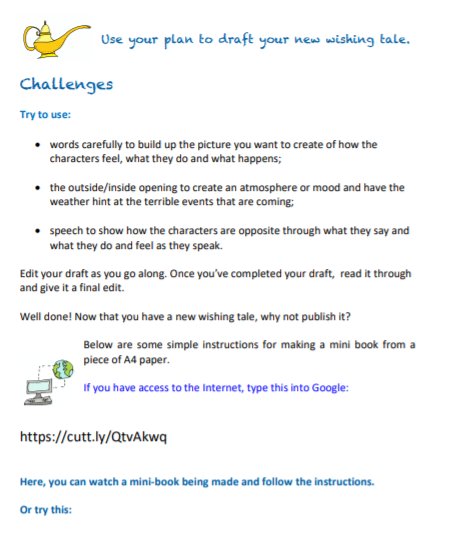 Use your plan to draft your new wishing tale.
Challenges
Try to use:
• words carefully to build up the picture you want to create of how the
characters feel, what they do and what happens;
• the outside/inside opening to create an atmosphere or mood and have the
weather hint at the terrible events that are coming;
• speech to show how the characters are opposite through what they say and
what they do and feel as they speak.
Edit your draft as you go along. Once you’ve completed your draft, read it through
and give it a final edit.
Well done! Now that you have a new wishing tale, why not publish it?
Below are some simple instructions for making a mini book from a
piece of A4 paper.
If you have access to the Internet, type this into Google:
https://cutt.ly/QtvAkwq
Here, you can watch a mini-book being made and follow the instructions.
Or try this: